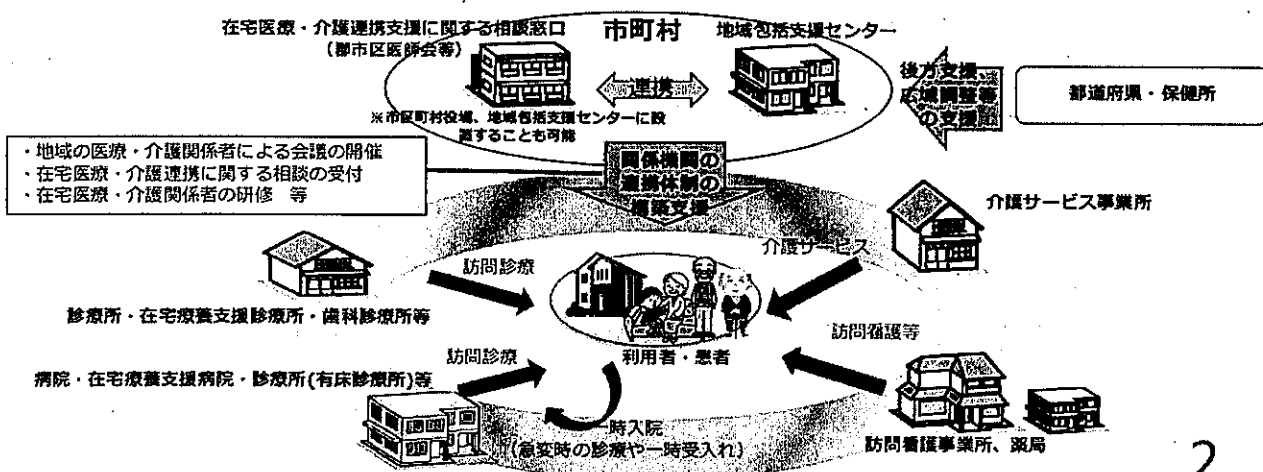 市町村
在宅医療・介護連携支援に関する相談窓口
(郡市区医師会等)
地域包括支援センター
連携
※市区町村役場、地域包括支援センターに設
置することも可能
後方支援、
広域調整等
の支援
都道府県・保健所
・地域の医療・介護関係者による会議の開催
・在宅医療・介護連携に関する相談の受付
・在宅医療・介護関係者の研修 等
関係機関の
連携体制の
構築支援
介護サービス事業所
介護サービス
訪問診療
診療所・在宅療養支援診療所・歯科診療所等
利用者・患者
訪問看護等
訪問診療
病院・在宅療養支援病院・診療所(有床診療所)等
一時入院
(急変時の診療や一時受入れ)
訪問看護事業所、薬局
2